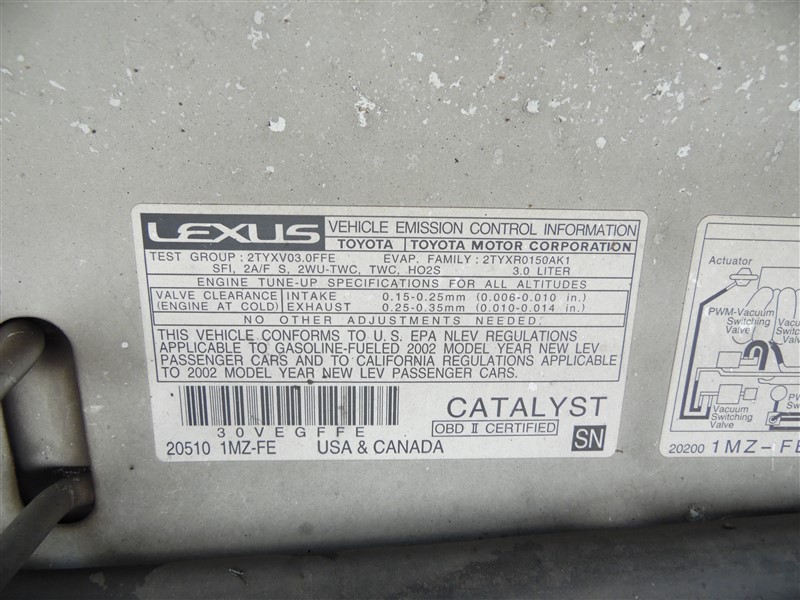 LEXUS VEHICLE EMISSION CONTROL INFORMATION
TOYOTA TOYOTA MOTOR CORPORATION
TEST GROUP : 2TYXV03.0FFE EVAP. FAMILY : 2TYXR0150AK1
SFI, 2A/F S, 2WU-TWC, TWC, HO2S 3.0 LITER
ENGINE TUNE-UP SPECIFICATIONS FOR ALL ALTITUDES
VALVE CLEARANCE INTAKE 0.15-0.25mm (0.006-0.010 in.)
(ENGINE AT COLD) EXHAUST 0.25-0.35mm (0.010-0.014 in.)
NO OTHER ADJUSTMENTS NEEDED.
THIS VEHICLE CONFORMS TO U.S. EPA NLEV REGULATIONS
APPLICABLE TO GASOLINE-FUELED 2002 MODEL YEAR NEW LEV
PASSENGER CARS AND TO CALIFORNIA REGULATIONS APPLICABLE
TO 2002 MODEL YEAR NEW LEV PASSENGER CARS.
30VEGFFE
CATALYST
OBD II CERTIFIED
20510 1MZ-FE USA & CANADA
SN
Actuator
PWM-Vacuum
Switching
Valve
Vacuum
Switching
Valve
20200 1MZ-FE